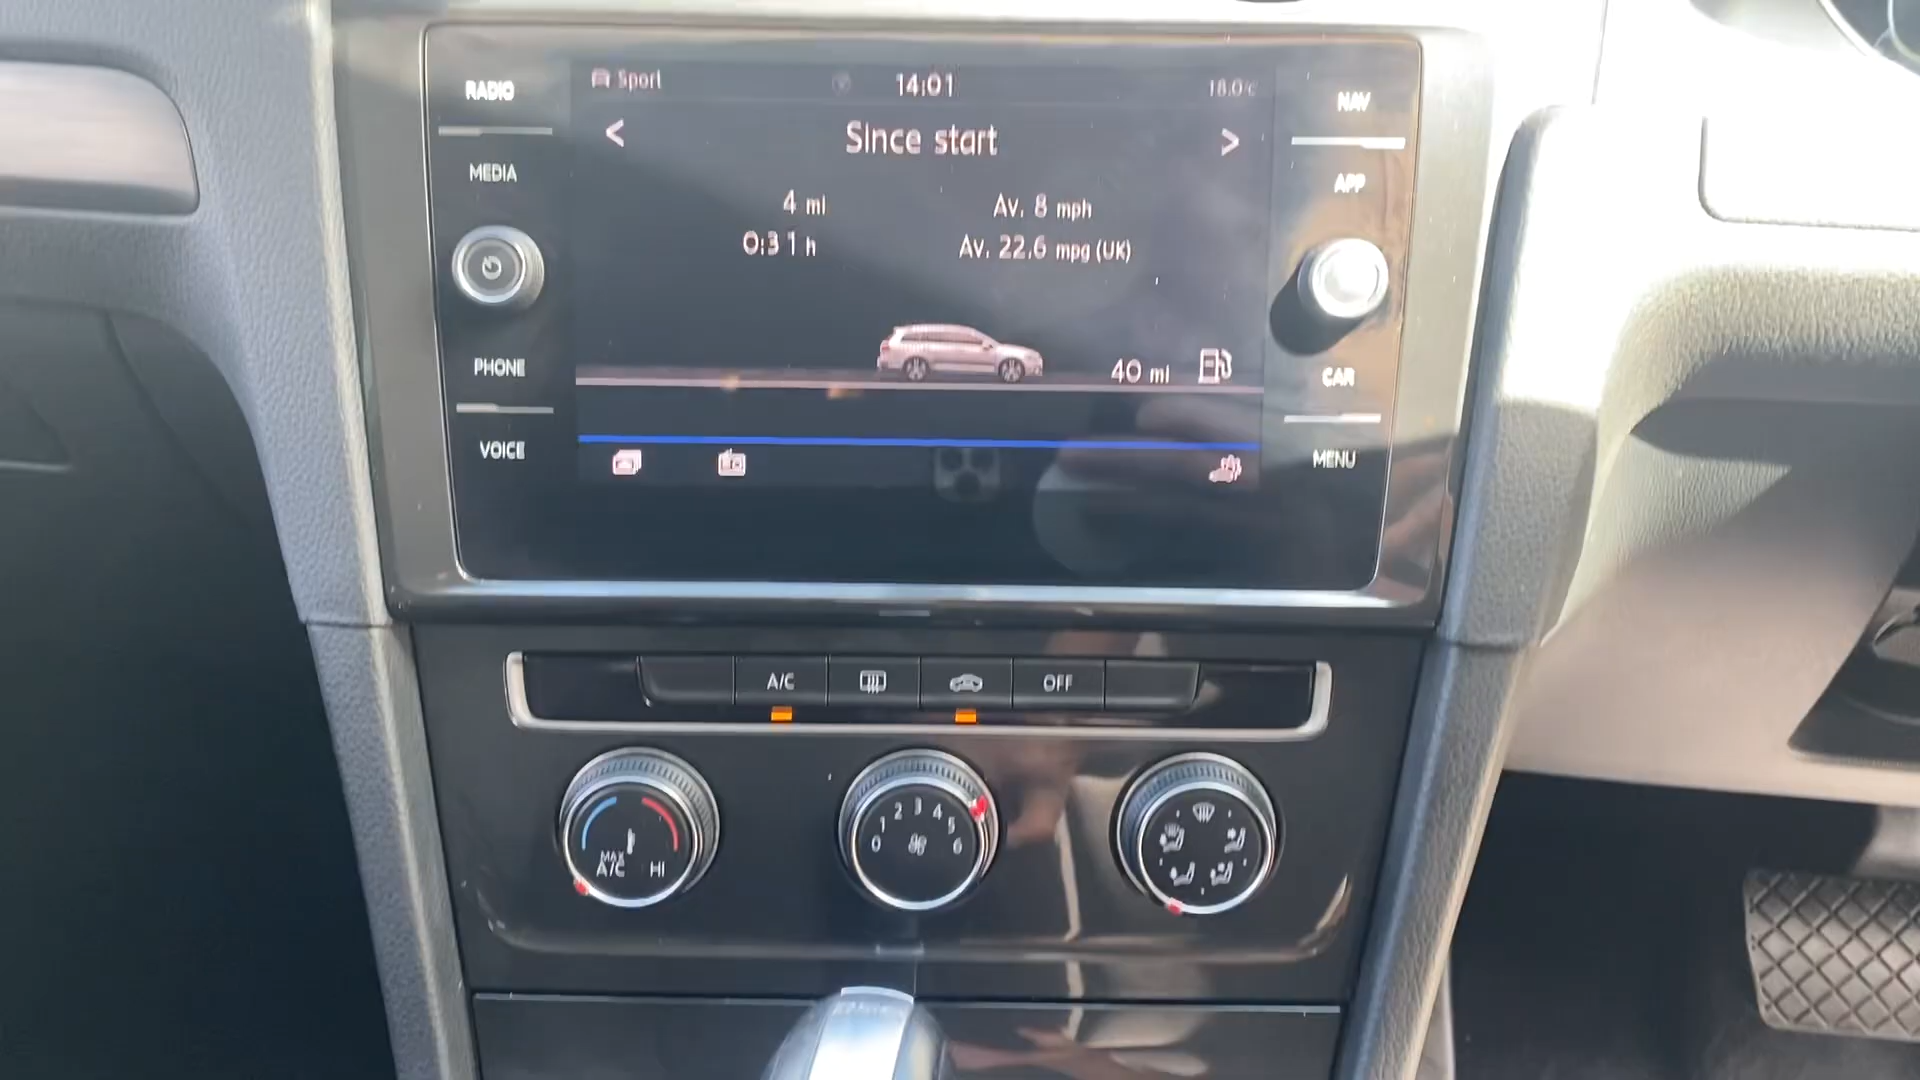 RADIO
MEDIA
PHONE
VOICE
Sport
14:01
18.0°C
< Since start >
4 mi
Av. 8 mph
0:31 h
Av. 22.6 mpg (UK)
40 mi
NAV
APP
CAR
MENU
A/C
OFF
MAX
A/C HI
0 1 2 3 4 5 6